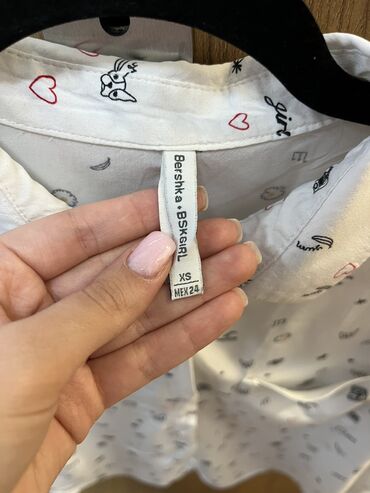 girl
Bershka • BSKGIRL
XS
MEX 24